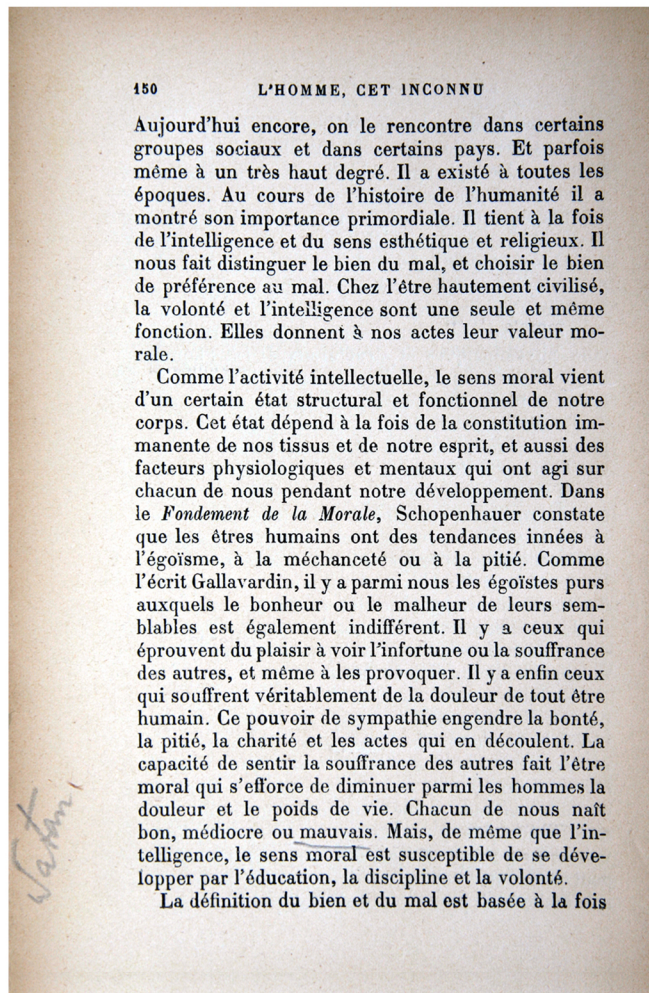 150 L'HOMME, CET INCONNU
Aujourd'hui encore, on le rencontre dans certains
groupes sociaux et dans certains pays. Et parfois
même à un très haut degré. Il a existé à toutes les
époques. Au cours de l'histoire de l'humanité il a
montré son importance primordiale. Il tient à la fois
de l'intelligence et du sens esthétique et religieux. Il
nous fait distinguer le bien du mal, et choisir le bien
de préférence au mal. Chez l'être hautement civilisé,
la volonté et l'intelligence sont une seule et même
fonction. Elles donnent à nos actes leur valeur mo-
rale.
Comme l'activité intellectuelle, le sens moral vient
d'un certain état structural et fonctionnel de notre
corps. Cet état dépend à la fois de la constitution im-
manente de nos tissus et de notre esprit, et aussi des
facteurs physiologiques et mentaux qui ont agi sur
chacun de nous pendant notre développement. Dans
le Fondement de la Morale, Schopenhauer constate
que les êtres humains ont des tendances innées à
l'égoïsme, à la méchanceté ou à la pitié. Comme
l'écrit Gallavardin, il y a parmi nous les égoïstes purs
auxquels le bonheur ou le malheur de leurs sem-
blables est également indifférent. Il y a ceux qui
éprouvent du plaisir à voir l'infortune ou la souffrance
des autres, et même à les provoquer. Il y a enfin ceux
qui souffrent véritablement de la douleur de tout être
humain. Ce pouvoir de sympathie engendre la bonté,
la pitié, la charité et les actes qui en découlent. La
capacité de sentir la souffrance des autres fait l'être
moral qui s'efforce de diminuer parmi les hommes la
douleur et le poids de vie. Chacun de nous naît
bon, médiocre ou mauvais. Mais, de même que l'in-
telligence, le sens moral est susceptible de se déve-
lopper par l'éducation, la discipline et la volonté.
La définition du bien et du mal est basée à la fois